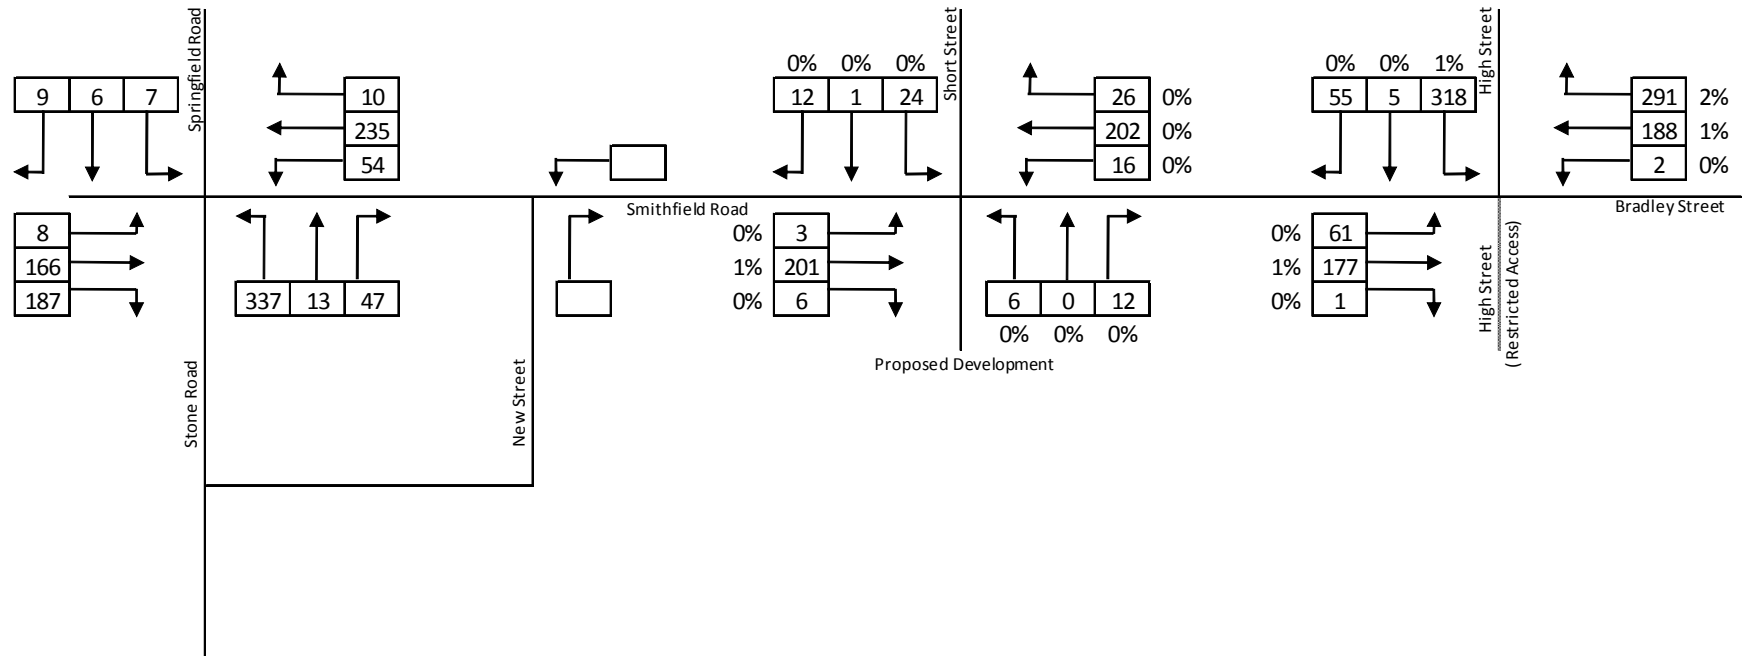 Springfield Road
Short Street
High Street
0% 0% 0%
0% 0% 1%
9 6 7
10
12 1 24
26 0%
55 5 318
291 2%
235
202 0%
188 1%
54
16 0%
2 0%
Smithfield Road
Bradley Street
8
0% 3
0% 61
166
1% 201
1% 177
187
337 13 47
0% 6
6 0 12
0% 1
0% 0% 0%
High Street
(Restricted Access)
Proposed Development
Stone Road
New Street